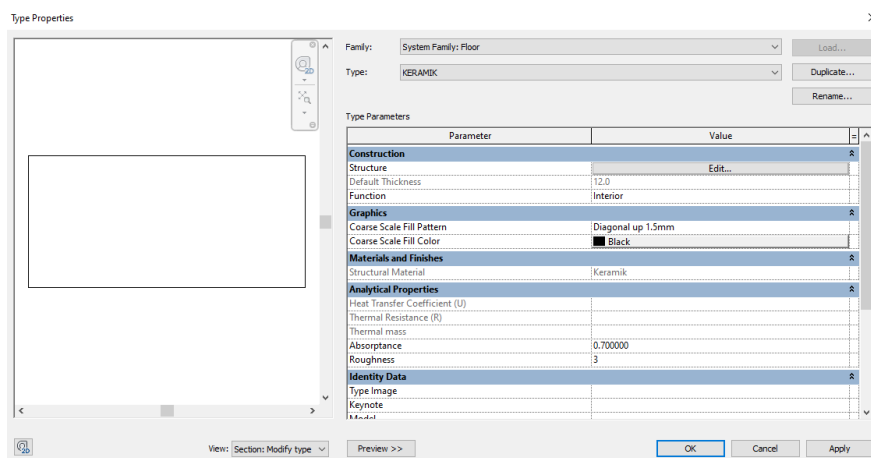 Type Properties
Family: System Family: Floor Load...
Type: KERAMIK Duplicate...
Rename...
Type Parameters
Parameter Value =
Construction
Structure Edit...
Default Thickness 12.0
Function Interior
Graphics
Coarse Scale Fill Pattern Diagonal up 1.5mm
Coarse Scale Fill Color Black
Materials and Finishes
Structural Material Keramik
Analytical Properties
Heat Transfer Coefficient (U)
Thermal Resistance (R)
Thermal mass
Absorptance 0.700000
Roughness 3
Identity Data
Type Image
Keynote
Model
2D
2D View: Section: Modify type Preview >> OK Cancel Apply